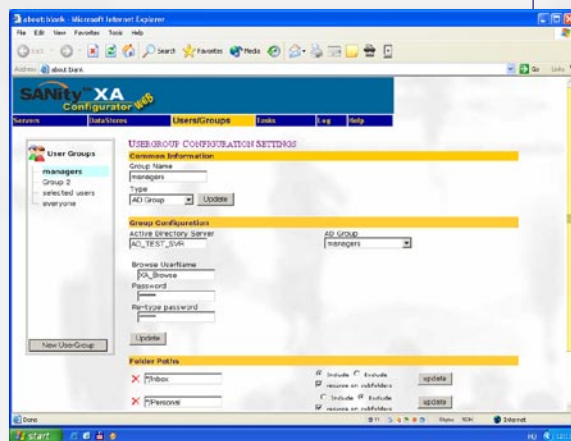 about:blank - Microsoft Internet Explorer
File Edit View Favorites Tools Help
Search Favorites Media
Address about:blank Go Links
SANity XA
Configurator Web
Servers DataStores Users/Groups Tasks Log Help
User Groups
managers
Group 2
selected users
everyone
New UserGroup
USERGROUP CONFIGURATION SETTINGS
Common Information
Group Name
managers
Type
AD Group Update
Group Configuration
Active Directory Server AD Group
AD_TEST_SVR managers
Browse UserName
XA_Browse
Password
Re-type password
Update
Folder Paths
*/Inbox Include Exclude update
recurse on subfolders
*/Personal Include Exclude update
recurse on subfolders
Done Internet
start HU